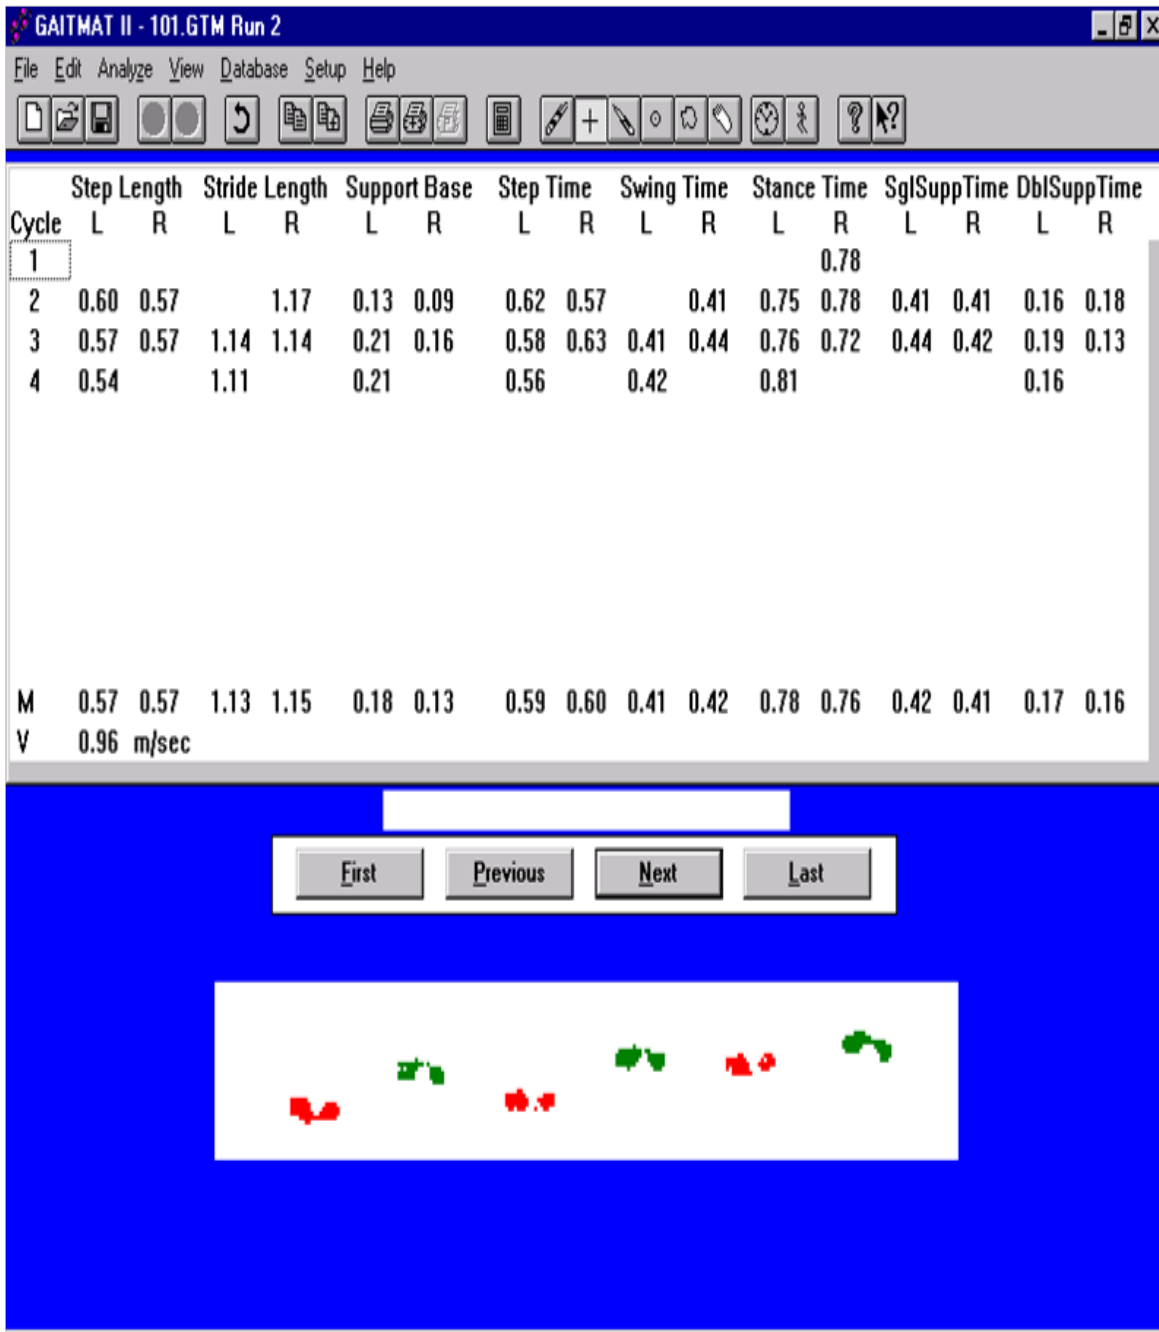 GAITMAT II - 101.GTM Run 2
File Edit Analyze View Database Setup Help
Step Length Stride Length Support Base Step Time Swing Time Stance Time SglSuppTime DblSuppTime
Cycle L R L R L R L R L R L R L R L R
1 0.78
2 0.60 0.57 1.17 0.13 0.09 0.62 0.57 0.41 0.75 0.78 0.41 0.41 0.16 0.18
3 0.57 0.57 1.14 1.14 0.21 0.16 0.58 0.63 0.41 0.44 0.76 0.72 0.44 0.42 0.19 0.13
4 0.54 1.11 0.21 0.56 0.42 0.81 0.16
M 0.57 0.57 1.13 1.15 0.18 0.13 0.59 0.60 0.41 0.42 0.78 0.76 0.42 0.41 0.17 0.16
V 0.96 m/sec
First Previous Next Last